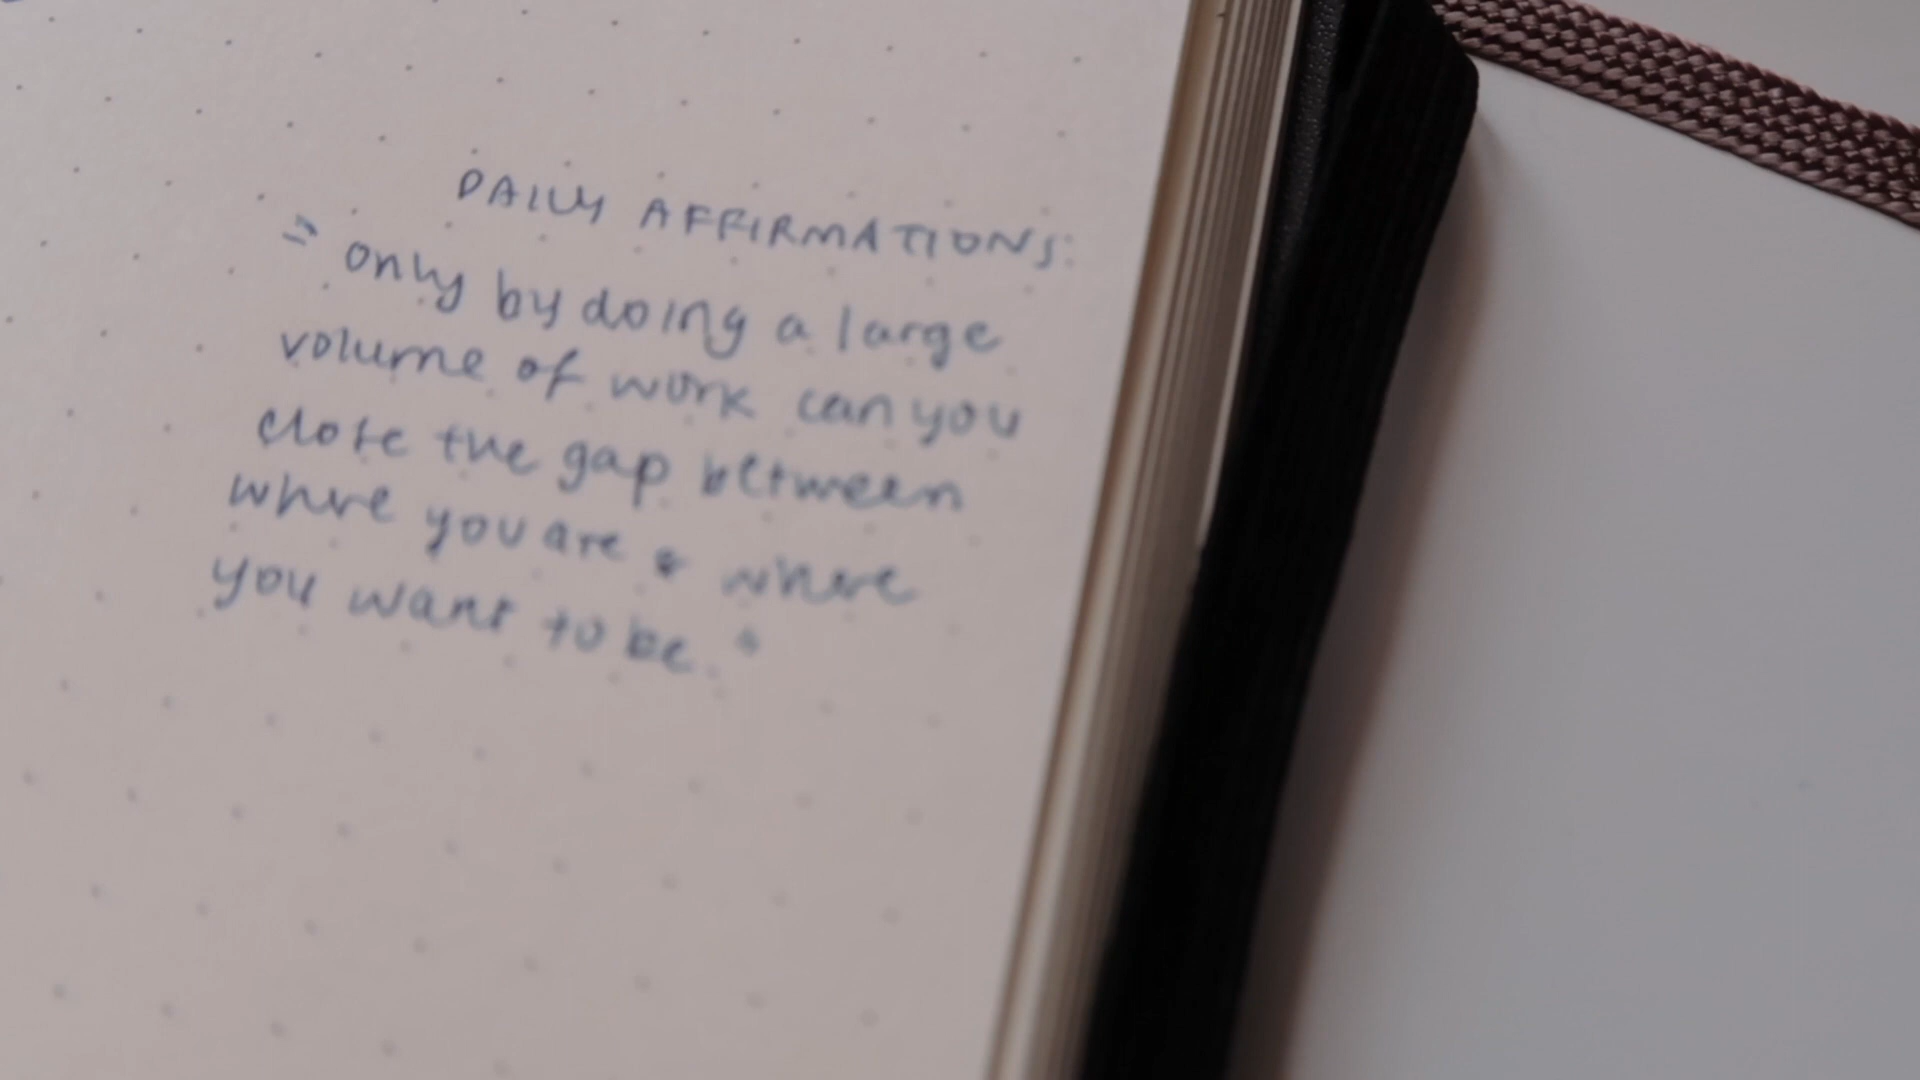 DAILY AFFIRMATIONS:
"only by doing a large
volume of work can you
close the gap between
where you are & where
you want to be."